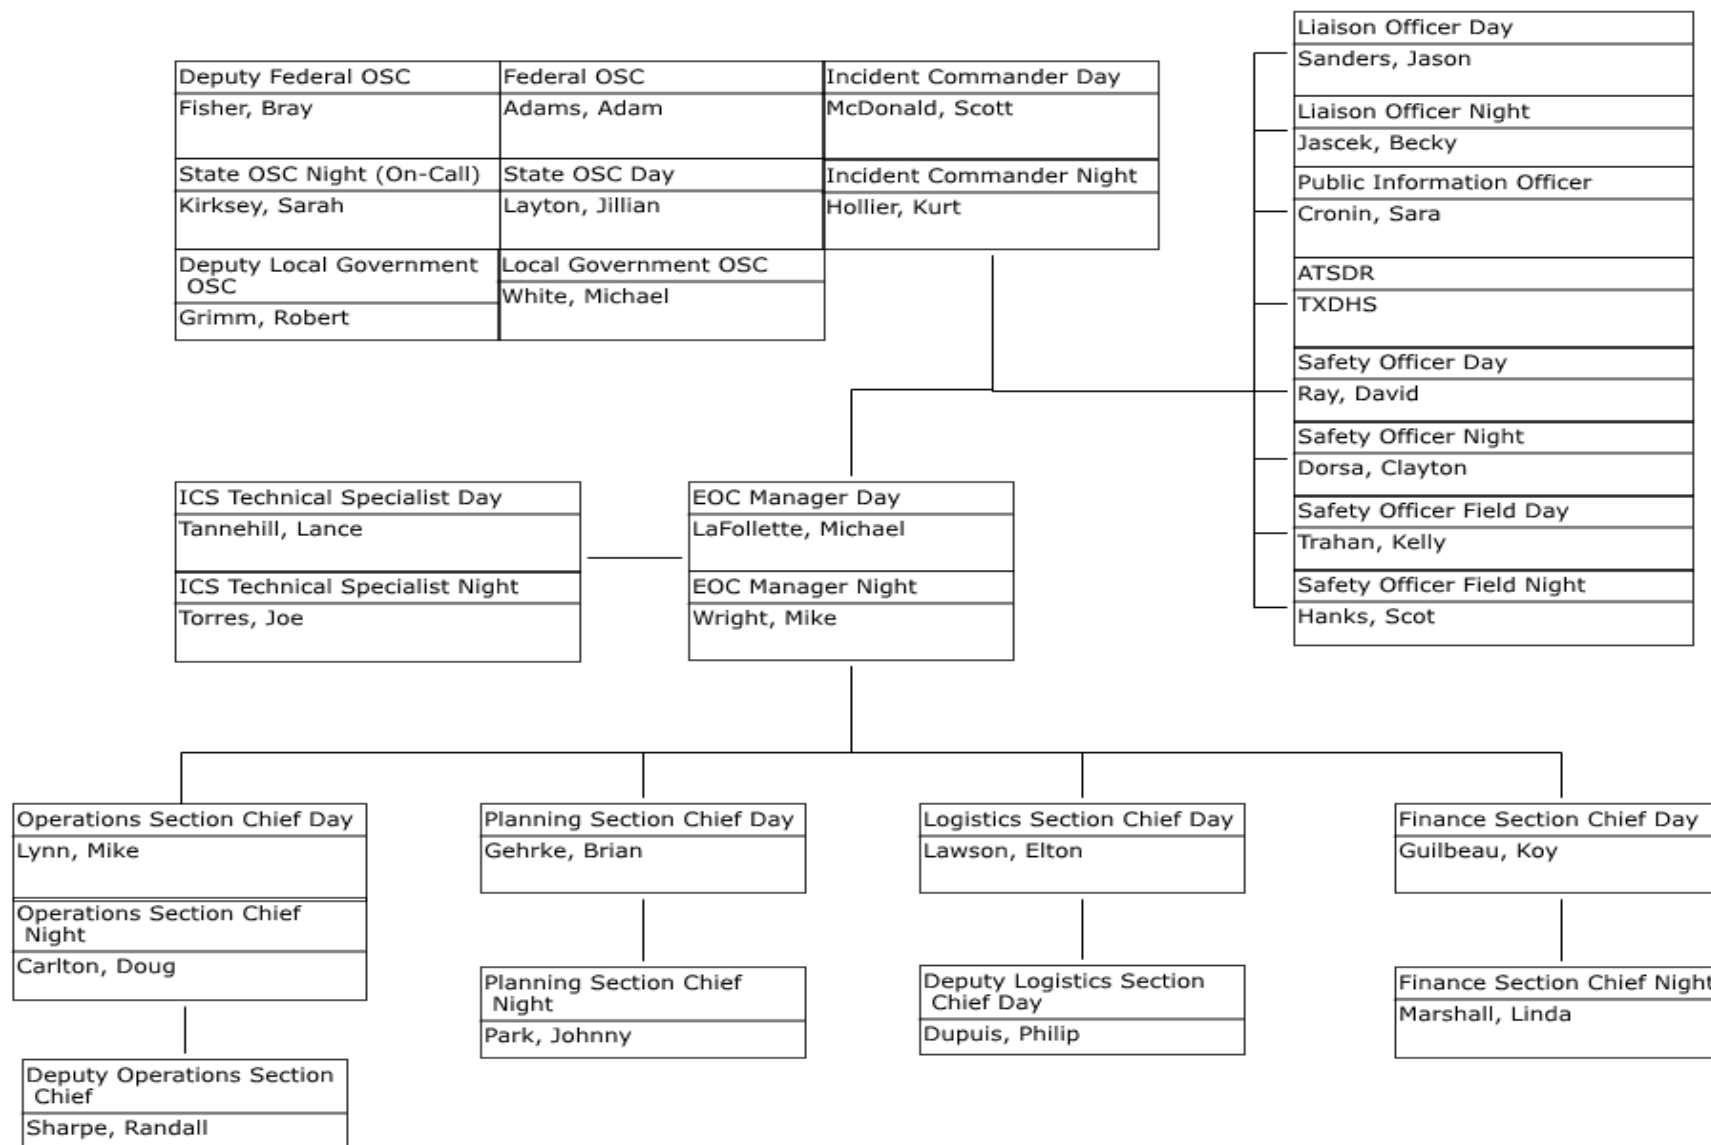 Liaison Officer Day
Sanders, Jason
Liaison Officer Night
Jascek, Becky
Public Information Officer
Cronin, Sara
ATSDR
TXDHS
Safety Officer Day
Ray, David
Safety Officer Night
Dorsa, Clayton
Safety Officer Field Day
Trahan, Kelly
Safety Officer Field Night
Hanks, Scot
Deputy Federal OSC
Fisher, Bray
Federal OSC
Adams, Adam
Incident Commander Day
McDonald, Scott
State OSC Night (On-Call)
Kirksey, Sarah
State OSC Day
Layton, Jillian
Incident Commander Night
Hollier, Kurt
Deputy Local Government
OSC
Grimm, Robert
Local Government OSC
White, Michael
ICS Technical Specialist Day
Tannehill, Lance
ICS Technical Specialist Night
Torres, Joe
EOC Manager Day
LaFollette, Michael
EOC Manager Night
Wright, Mike
Operations Section Chief Day
Lynn, Mike
Operations Section Chief
Night
Carlton, Doug
Deputy Operations Section
Chief
Sharpe, Randall
Planning Section Chief Day
Gehrke, Brian
Planning Section Chief
Night
Park, Johnny
Logistics Section Chief Day
Lawson, Elton
Deputy Logistics Section
Chief Day
Dupuis, Philip
Finance Section Chief Day
Guilbeau, Koy
Finance Section Chief Night
Marshall, Linda